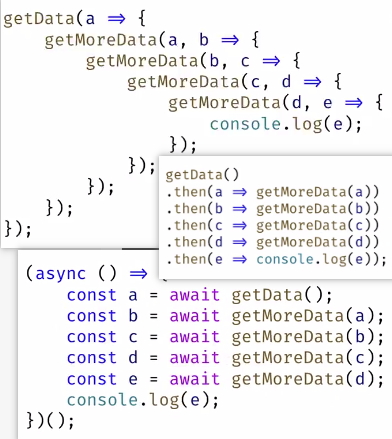 getData(a => {
    getMoreData(a, b => {
        getMoreData(b, c => {
            getMoreData(c, d => {
                getMoreData(d, e => {
                    console.log(e);
                });
            });
        });
    });
});
getData()
.then(a => getMoreData(a))
.then(b => getMoreData(b))
.then(c => getMoreData(c))
.then(d => getMoreData(d))
.then(e => console.log(e));
(async () => {
    const a = await getData();
    const b = await getMoreData(a);
    const c = await getMoreData(b);
    const d = await getMoreData(c);
    const e = await getMoreData(d);
    console.log(e);
})();